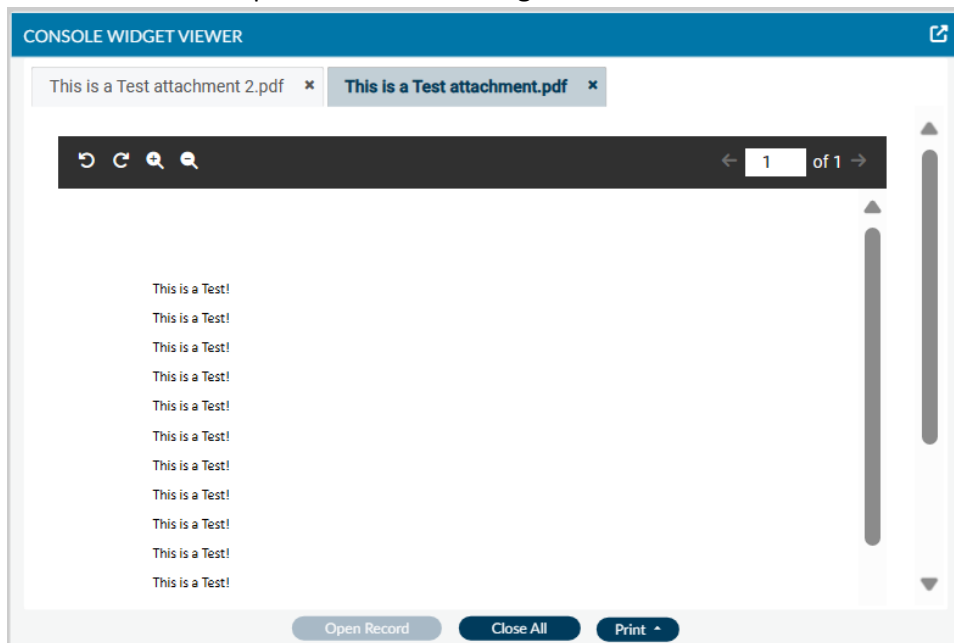 CONSOLE WIDGET VIEWER
This is a Test attachment 2.pdf × This is a Test attachment.pdf ×
1 of 1
This is a Test!
This is a Test!
This is a Test!
This is a Test!
This is a Test!
This is a Test!
This is a Test!
This is a Test!
This is a Test!
This is a Test!
This is a Test!
Open Record Close All Print